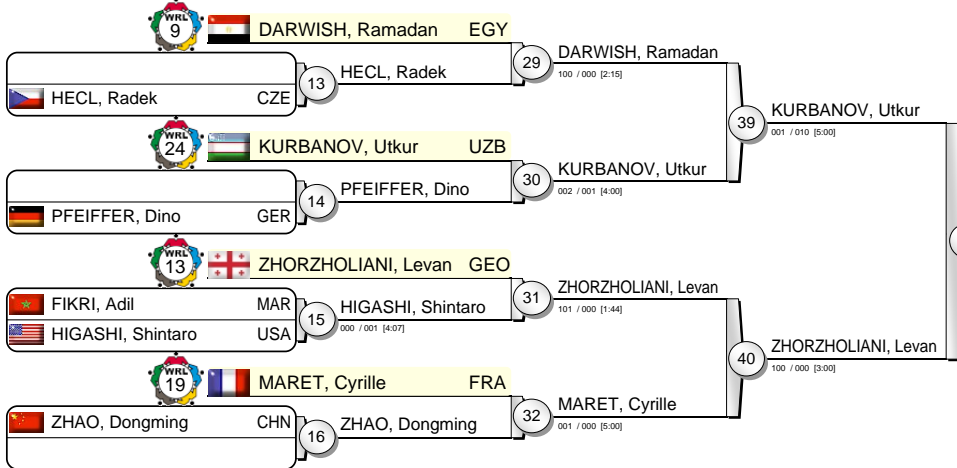 WRL
9
DARWISH, Ramadan EGY
29
DARWISH, Ramadan
100 / 000 [2:15]
13
HECL, Radek
HECL, Radek CZE
39
KURBANOV, Utkur
001 / 010 [5:00]
WRL
24
KURBANOV, Utkur UZB
30
KURBANOV, Utkur
002 / 001 [4:00]
14
PFEIFFER, Dino
PFEIFFER, Dino GER
WRL
13
ZHORZHOLIANI, Levan GEO
31
ZHORZHOLIANI, Levan
101 / 000 [1:44]
FIKRI, Adil MAR
15
HIGASHI, Shintaro
000 / 001 [4:07]
HIGASHI, Shintaro USA
40
ZHORZHOLIANI, Levan
100 / 000 [3:00]
WRL
19
MARET, Cyrille FRA
32
MARET, Cyrille
001 / 000 [5:00]
ZHAO, Dongming CHN
16
ZHAO, Dongming